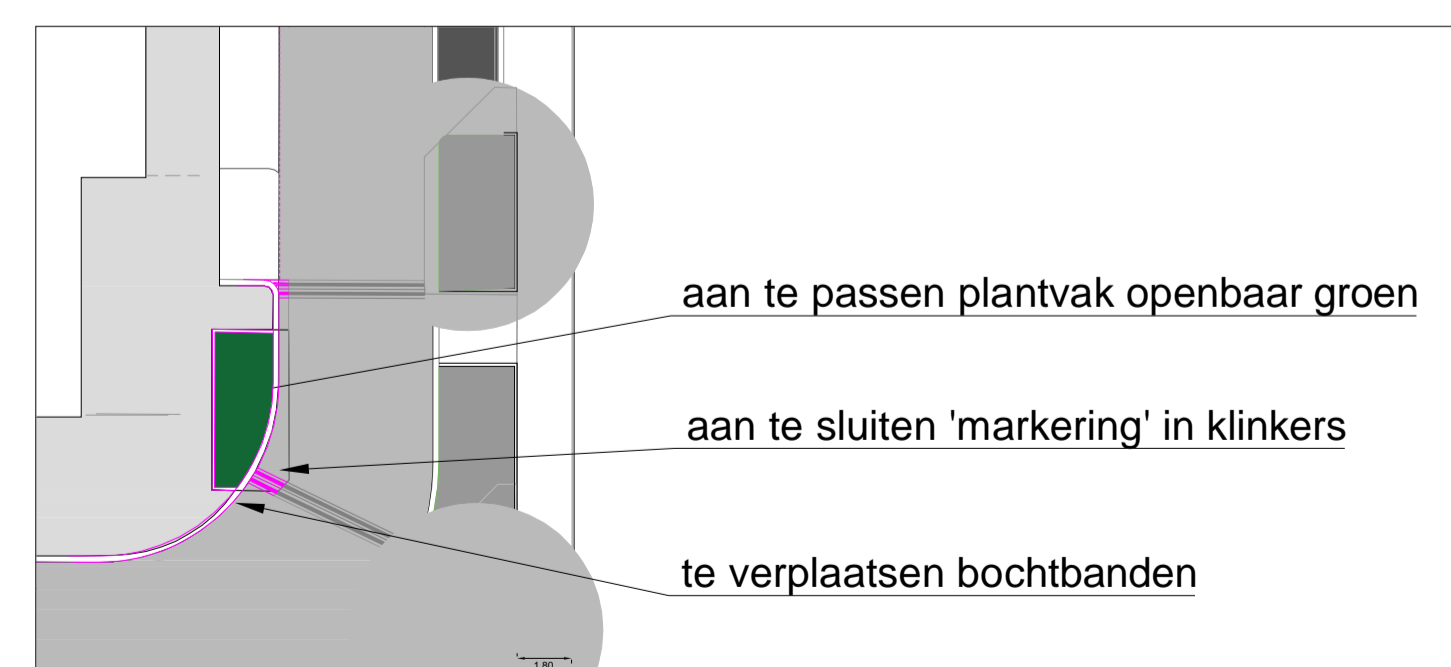 aan te passen plantvak openbaar groen
aan te sluiten 'markering' in klinkers
te verplaatsen bochtbanden
1.80